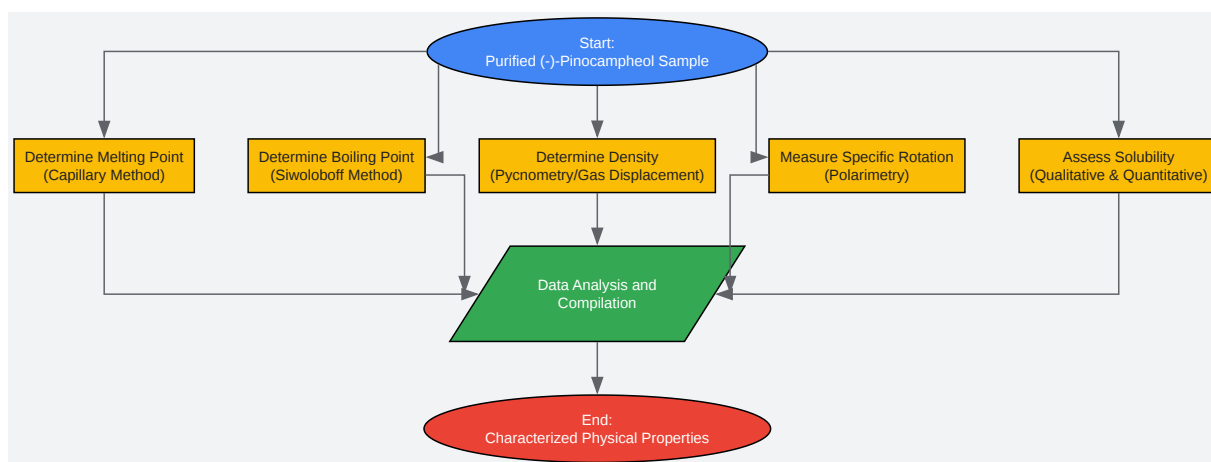 Start:
Purified (-)-Pinocampheol Sample
Determine Melting Point
(Capillary Method)
Determine Boiling Point
(Siwoloboff Method)
Determine Density
(Pycnometry/Gas Displacement)
Measure Specific Rotation
(Polarimetry)
Assess Solubility
(Qualitative & Quantitative)
Data Analysis and
Compilation
End:
Characterized Physical Properties